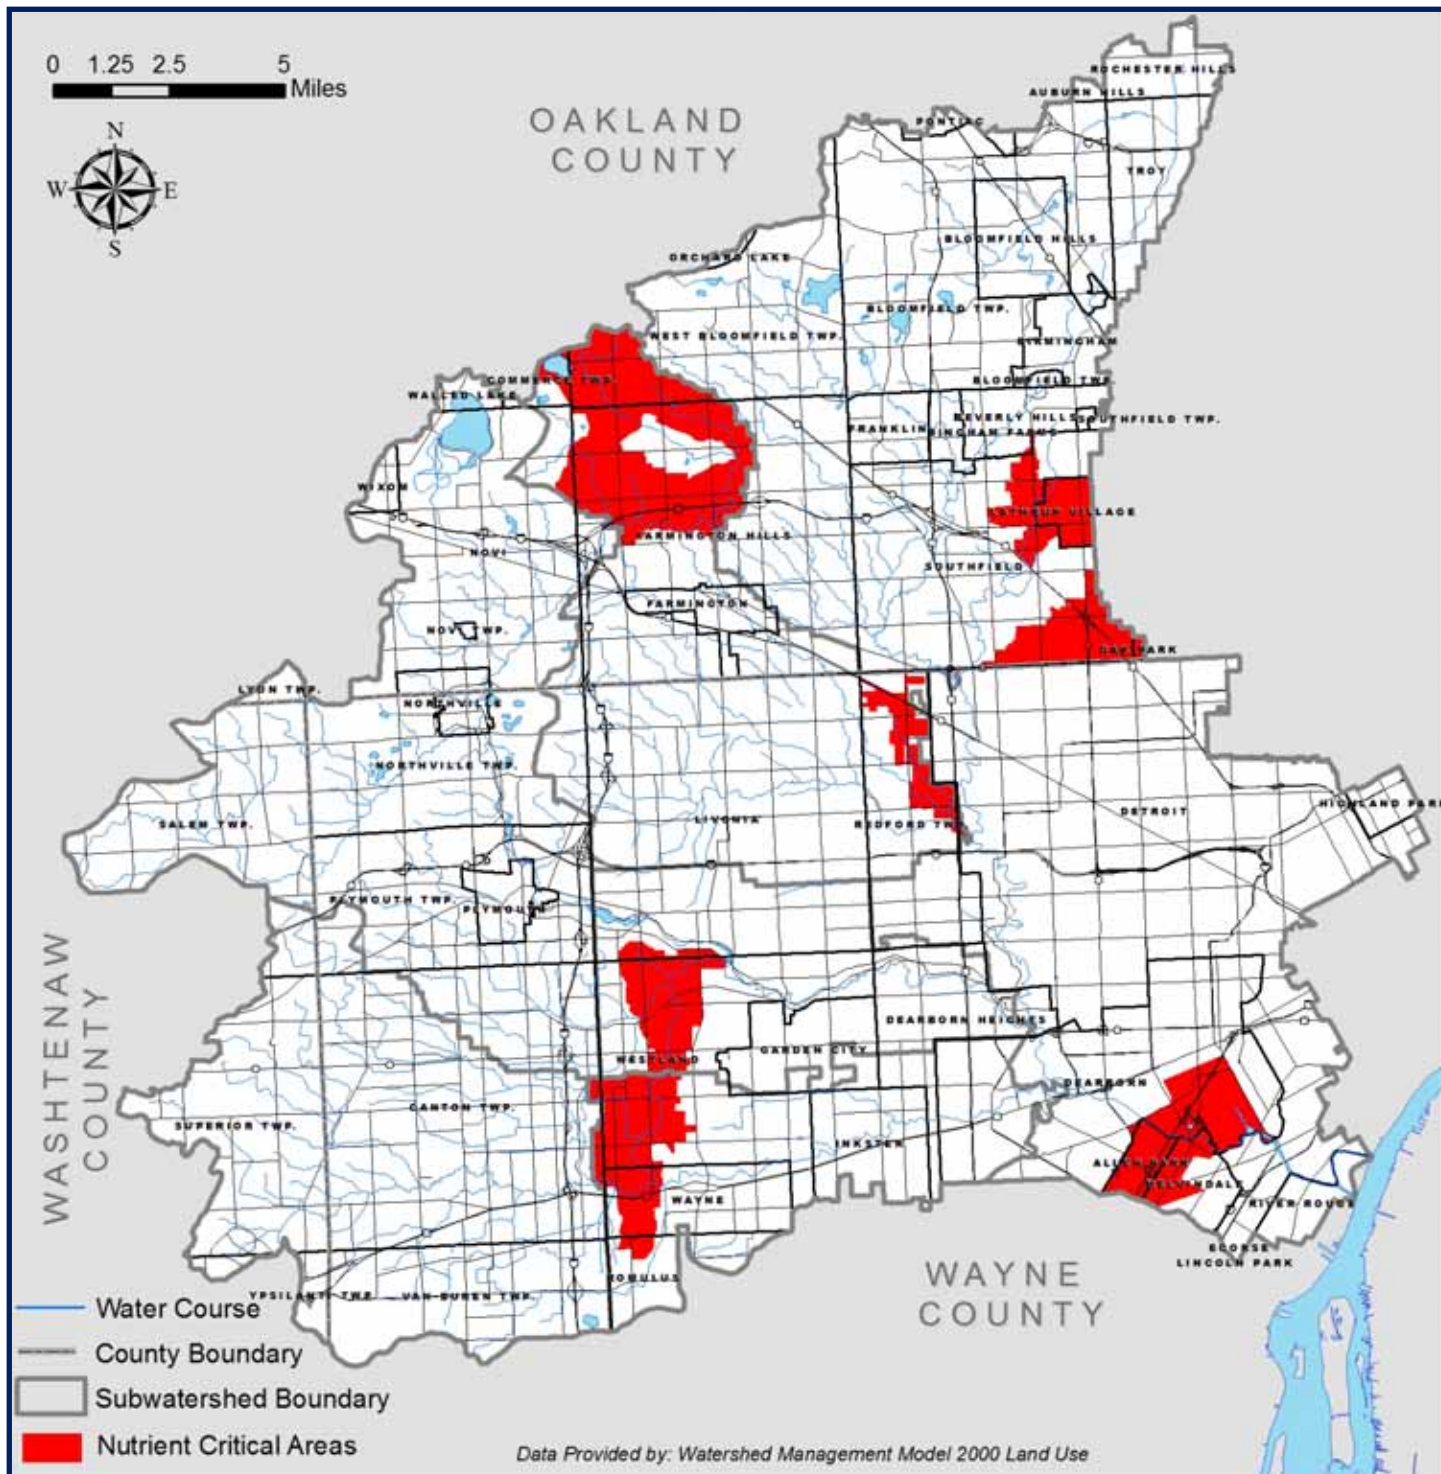 0 1.25 2.5 5
Miles
N
W E
S
OAKLAND
COUNTY
ROCHESTER HILLS
AUBURN HILLS
PONTIAC
TROY
BLOOMFIELD HILLS
ORCHARD LAKE
BLOOMFIELD TWP.
WEST BLOOMFIELD TWP.
BIRMINGHAM
COMMERCE TWP.
BLOOMFIELD TWP.
WALLED LAKE
BEVERLY HILLS
SOUTHFIELD TWP.
FRANKLIN
BINGHAM FARMS
WIXOM
LATHRUP VILLAGE
FARMINGTON HILLS
NOVI
SOUTHFIELD
FARMINGTON
NOVI TWP.
OAK PARK
LYON TWP.
NORTHVILLE
NORTHVILLE TWP.
HIGHLAND PARK
DETROIT
SALEM TWP.
LIVONIA
REDFORD TWP.
PLYMOUTH TWP.
PLYMOUTH
WASHTENAW
COUNTY
DEARBORN HEIGHTS
GARDEN CITY
WESTLAND
DEARBORN
CANTON TWP.
SUPERIOR TWP.
INKSTER
ALLEN PARK
MELVINDALE
WAYNE
RIVER ROUGE
ECORSE
LINCOLN PARK
ROMULUS
WAYNE
COUNTY
YPSILANTI TWP.
VAN BUREN TWP.
Water Course
County Boundary
Subwatershed Boundary
Nutrient Critical Areas
Data Provided by: Watershed Management Model 2000 Land Use